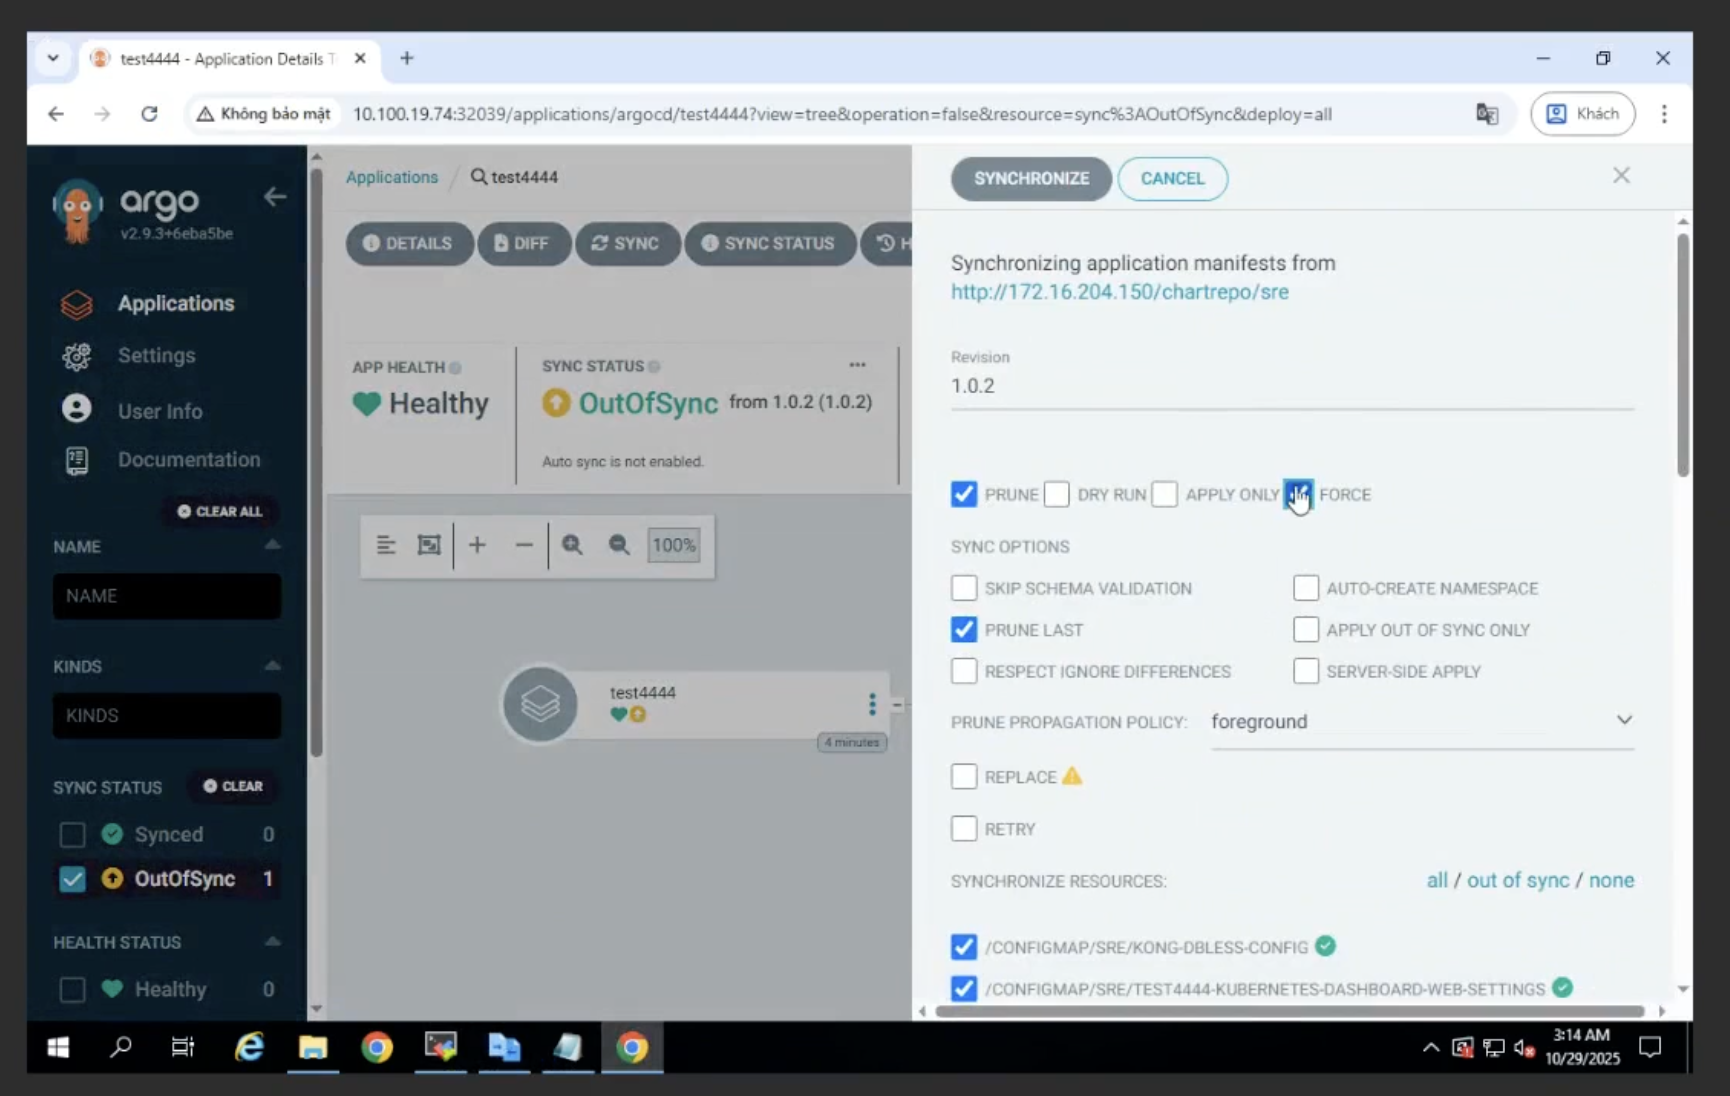 test4444 - Application Details T
Không bảo mật
10.100.19.74:32039/applications/argocd/test4444?view=tree&operation=false&resource=sync%3AOutOfSync&deploy=all
Khách
argo
v2.9.3+6eba5be
Applications
Settings
User Info
Documentation
CLEAR ALL
NAME
NAME
KINDS
KINDS
SYNC STATUS
CLEAR
Synced 0
OutOfSync 1
HEALTH STATUS
Healthy 0
Applications / test4444
DETAILS
DIFF
SYNC
SYNC STATUS
H
APP HEALTH
Healthy
SYNC STATUS
OutOfSync from 1.0.2 (1.0.2)
Auto sync is not enabled.
100%
test4444
4 minutes
SYNCHRONIZE
CANCEL
Synchronizing application manifests from
http://172.16.204.150/chartrepo/sre
Revision
1.0.2
PRUNE DRY RUN APPLY ONLY FORCE
SYNC OPTIONS
SKIP SCHEMA VALIDATION AUTO-CREATE NAMESPACE
PRUNE LAST APPLY OUT OF SYNC ONLY
RESPECT IGNORE DIFFERENCES SERVER-SIDE APPLY
PRUNE PROPAGATION POLICY: foreground
REPLACE
RETRY
SYNCHRONIZE RESOURCES: all / out of sync / none
/CONFIGMAP/SRE/KONG-DBLESS-CONFIG
/CONFIGMAP/SRE/TEST4444-KUBERNETES-DASHBOARD-WEB-SETTINGS
3:14 AM
10/29/2025